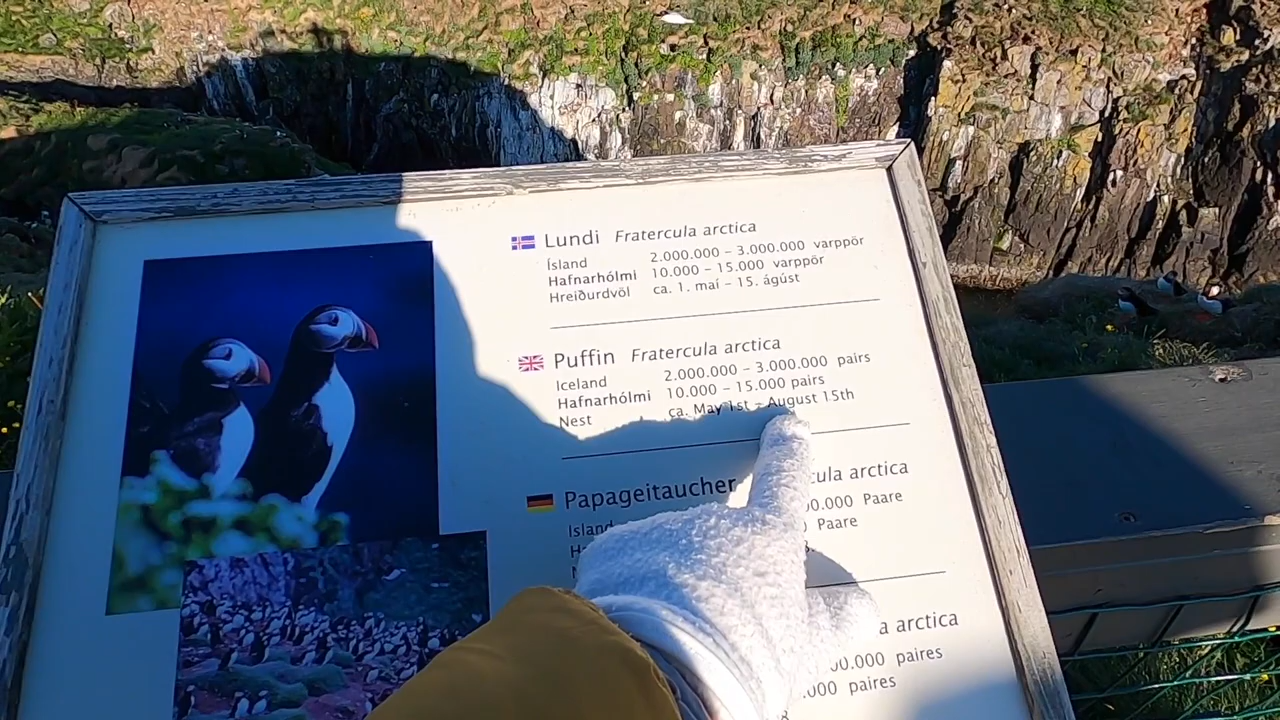 Lundi Fratercula arctica
Ísland 2.000.000 – 3.000.000 varppör
Hafnarhólmi 10.000 – 15.000 varppör
Hreiðurdvöl ca. 1. maí – 15. ágúst
Puffin Fratercula arctica
Iceland 2.000.000 – 3.000.000 pairs
Hafnarhólmi 10.000 – 15.000 pairs
Nest ca. May 1st – August 15th
Papageitaucher arctica
Paare
Paare
arctica
paires
paires